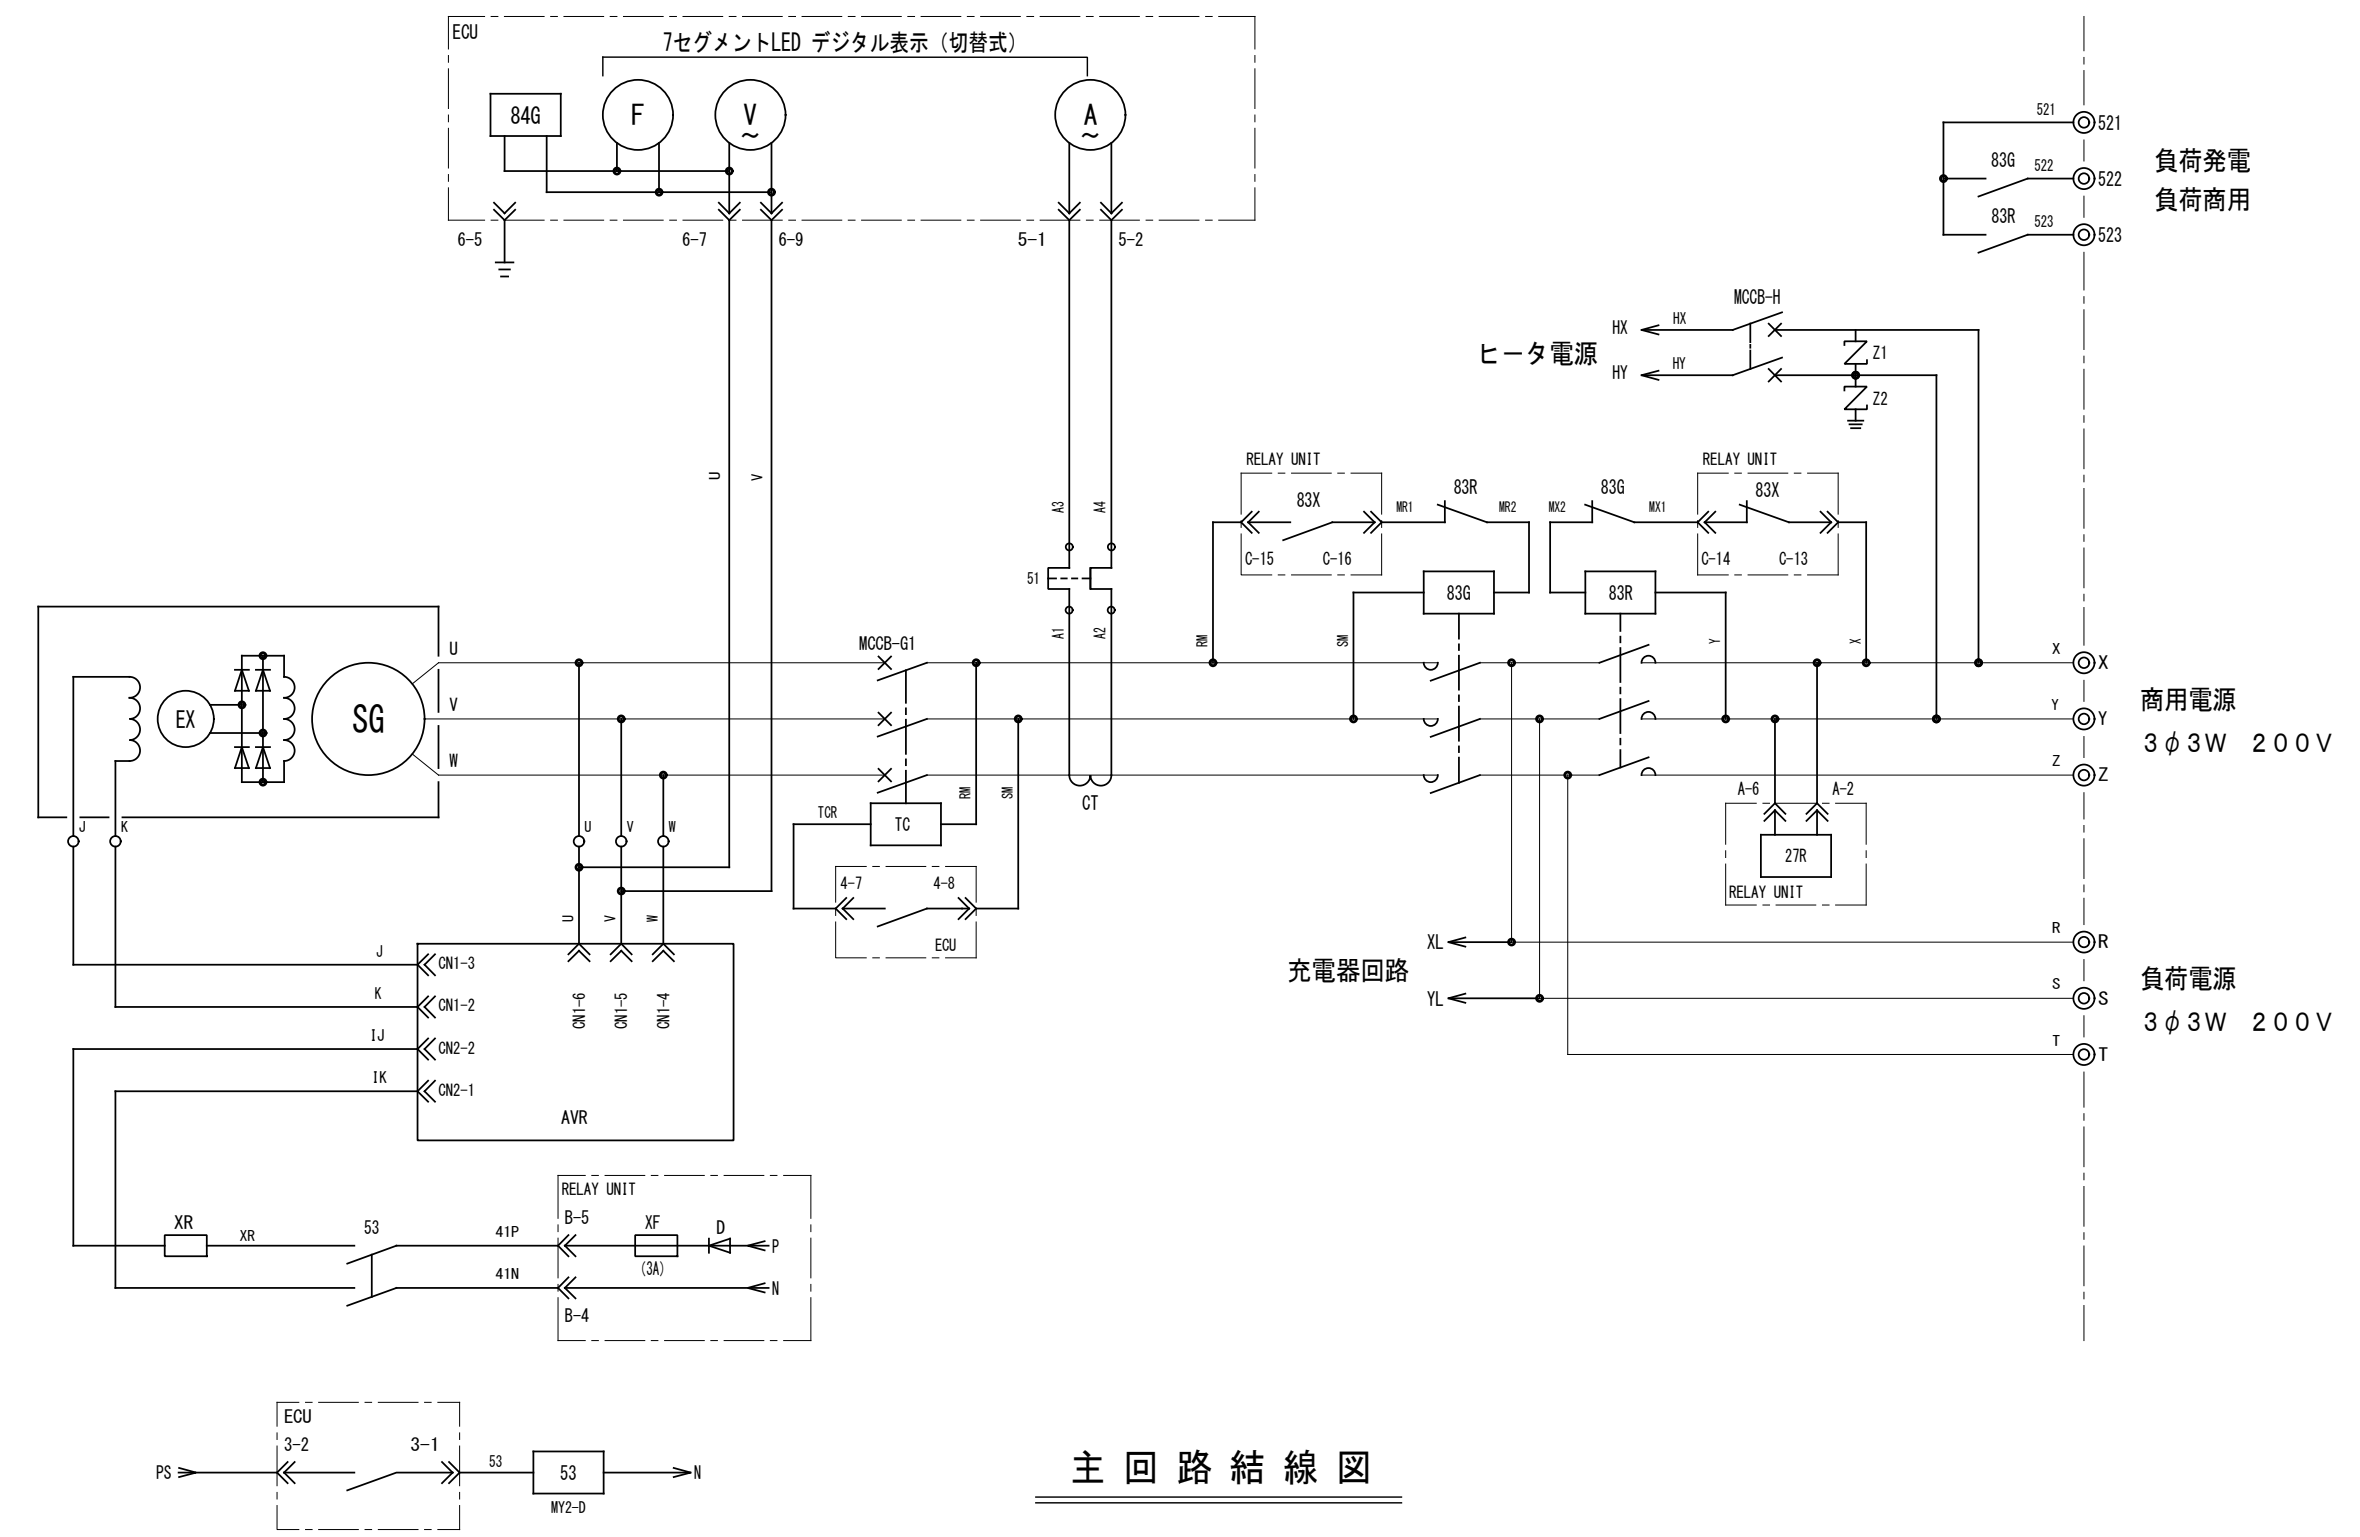 ECU
7セグメントLED デジタル表示（切替式）
84G
F
V
~
A
~
6-5
6-7
6-9
5-1
5-2
521
521
83G
522
522
83R
523
523
負荷発電
負荷商用
MCCB-H
HX
HX
ヒータ電源
HY
HY
Z1
Z2
U
V
A3
A4
51
A1
A2
RELAY UNIT
83X
C-15
C-16
MR1
83R
MR2
83G
MX2
83G
MX1
RELAY UNIT
83X
C-14
C-13
83R
RM
SM
Y
X
EX
SG
U
V
W
J
K
MCCB-G1
RM
SM
TCR
TC
4-7
4-8
ECU
CT
X
X
Y
Y
Z
Z
商用電源
3φ3W 200V
A-6
A-2
27R
RELAY UNIT
XL
充電器回路
YL
R
R
S
S
T
T
負荷電源
3φ3W 200V
U
V
W
U
V
W
J
CN1-3
K
CN1-2
IJ
CN2-2
IK
CN2-1
CN1-6
CN1-5
CN1-4
AVR
RELAY UNIT
XR
XR
53
41P
B-5
XF
(3A)
D
P
41N
B-4
N
ECU
3-2
3-1
PS
53
53
MY2-D
N
主回路結線図